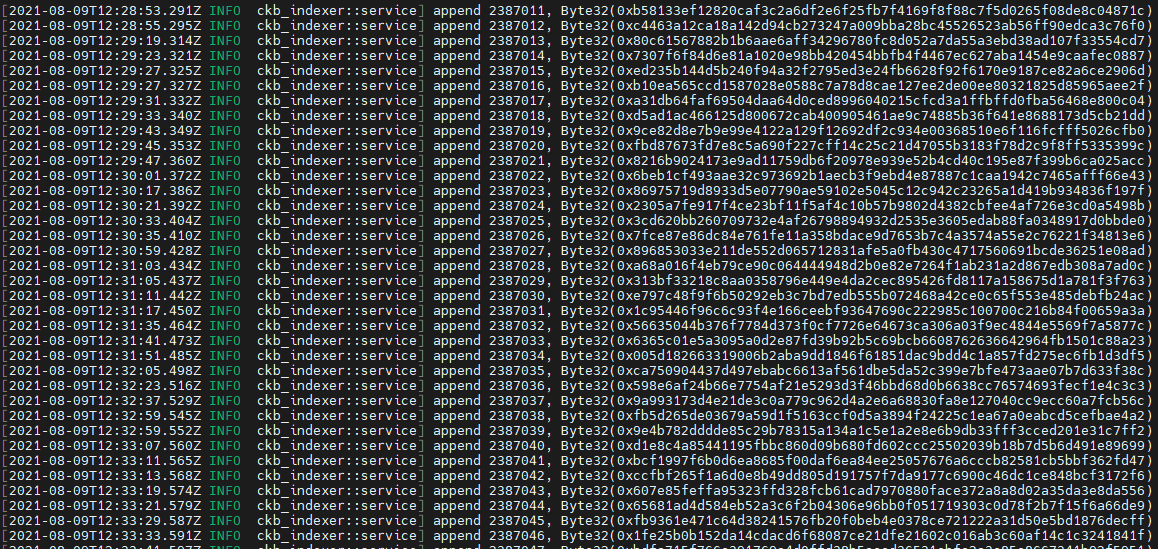 [2021-08-09T12:28:53.291Z INFO  ckb_indexer::service] append 2387011, Byte32(0xb58133ef12820caf3c2a6df2e6f25fb7f4169f8f88c7f5d0265f08de8c04871c)
[2021-08-09T12:28:55.295Z INFO  ckb_indexer::service] append 2387012, Byte32(0xc4463a12ca18a142d94cb273247a009bba28bc45526523ab56ff90edca3c76f0)
[2021-08-09T12:29:19.314Z INFO  ckb_indexer::service] append 2387013, Byte32(0x80c61567882b1b6aae6aff34296780fc8d052a7da55a3ebd38ad107f33554cd7)
[2021-08-09T12:29:23.321Z INFO  ckb_indexer::service] append 2387014, Byte32(0x7307f6f84d6e81a1020e98bb420454bbfb4f4467ec627aba1454e9caafec0887)
[2021-08-09T12:29:27.325Z INFO  ckb_indexer::service] append 2387015, Byte32(0xed235b144d5b240f94a32f2795ed3e24fb6628f92f6170e9187ce82a6ce2906d)
[2021-08-09T12:29:27.327Z INFO  ckb_indexer::service] append 2387016, Byte32(0xb10ea565ccd1587028e0588c7a78d8cae127ee2de00ee80321825d85965aee2f)
[2021-08-09T12:29:31.332Z INFO  ckb_indexer::service] append 2387017, Byte32(0xa31db64faf69504daa64d0ced8996040215cfcd3a1ffbffd0fba56468e800c04)
[2021-08-09T12:29:33.340Z INFO  ckb_indexer::service] append 2387018, Byte32(0xd5ad1ac466125d800672cab400905461ae9c74885b36f641e8688173d5cb21dd)
[2021-08-09T12:29:43.349Z INFO  ckb_indexer::service] append 2387019, Byte32(0x9ce82d8e7b9e99e4122a129f12692df2c934e00368510e6f116fcfff5026cfb0)
[2021-08-09T12:29:45.353Z INFO  ckb_indexer::service] append 2387020, Byte32(0xfbd87673fd7e8c5a690f227cff14c25c21d47055b3183f78d2c9f8ff5335399c)
[2021-08-09T12:29:47.360Z INFO  ckb_indexer::service] append 2387021, Byte32(0x8216b9024173e9ad11759db6f20978e939e52b4cd40c195e87f399b6ca025acc)
[2021-08-09T12:30:01.372Z INFO  ckb_indexer::service] append 2387022, Byte32(0x6beb1cf493aae32c973692b1aecb3f9ebd4e87887c1caa1942c7465afff66e43)
[2021-08-09T12:30:17.386Z INFO  ckb_indexer::service] append 2387023, Byte32(0x86975719d8933d5e07790ae59102e5045c12c942c23265a1d419b934836f197f)
[2021-08-09T12:30:21.392Z INFO  ckb_indexer::service] append 2387024, Byte32(0x2305a7fe917f4ce23bf11f5af4c10b57b9802d4382cbfee4af726e3cd0a5498b)
[2021-08-09T12:30:33.404Z INFO  ckb_indexer::service] append 2387025, Byte32(0x3cd620bb260709732e4af26798894932d2535e3605edab88fa0348917d0bbde0)
[2021-08-09T12:30:35.410Z INFO  ckb_indexer::service] append 2387026, Byte32(0x7fce87e86dc84e761fe11a358bdace9d7653b7c4a3574a55e2c76221f34813e6)
[2021-08-09T12:30:59.428Z INFO  ckb_indexer::service] append 2387027, Byte32(0x896853033e211de552d065712831afe5a0fb430c4717560691bcde36251e08ad)
[2021-08-09T12:31:03.434Z INFO  ckb_indexer::service] append 2387028, Byte32(0xa68a016f4eb79ce90c064444948d2b0e82e7264f1ab231a2d867edb308a7ad0c)
[2021-08-09T12:31:05.437Z INFO  ckb_indexer::service] append 2387029, Byte32(0x313bf33218c8aa0358796e449e4da2cec895426fd8117a158675d1a781f3f763)
[2021-08-09T12:31:11.442Z INFO  ckb_indexer::service] append 2387030, Byte32(0xe797c48f9f6b50292eb3c7bd7edb555b072468a42ce0c65f553e485debfb24ac)
[2021-08-09T12:31:17.450Z INFO  ckb_indexer::service] append 2387031, Byte32(0x1c95446f96c6c93f4e166ceebf93647690c222985c100700c216b84f00659a3a)
[2021-08-09T12:31:35.464Z INFO  ckb_indexer::service] append 2387032, Byte32(0x56635044b376f7784d373f0cf7726e64673ca306a03f9ec4844e5569f7a5877c)
[2021-08-09T12:31:41.473Z INFO  ckb_indexer::service] append 2387033, Byte32(0x6365c01e5a3095a0d2e87fd39b92b5c69bcb6608762636642964fb1501c88a23)
[2021-08-09T12:31:51.485Z INFO  ckb_indexer::service] append 2387034, Byte32(0x005d182663319006b2aba9dd1846f61851dac9bdd4c1a857fd275ec6fb1d3df5)
[2021-08-09T12:32:05.498Z INFO  ckb_indexer::service] append 2387035, Byte32(0xca750904437d497ebabc6613af561dbe5da52c399e7bfe473aae07b7d633f38c)
[2021-08-09T12:32:23.516Z INFO  ckb_indexer::service] append 2387036, Byte32(0x598e6af24b66e7754af21e5293d3f46bbd68d0b6638cc76574693fecf1e4c3c3)
[2021-08-09T12:32:37.529Z INFO  ckb_indexer::service] append 2387037, Byte32(0x9a993173d4e21de3c0a779c962d4a2e6a68830fa8e127040cc9ecc60a7fcb56c)
[2021-08-09T12:32:59.545Z INFO  ckb_indexer::service] append 2387038, Byte32(0xfb5d265de03679a59d1f5163ccf0d5a3894f24225c1ea67a0eabcd5cefbae4a2)
[2021-08-09T12:32:59.552Z INFO  ckb_indexer::service] append 2387039, Byte32(0x9e4b782dddde85c29b78315a134a1c5e1a2e8e6b9db33fff3cced201e31c7ff2)
[2021-08-09T12:33:07.560Z INFO  ckb_indexer::service] append 2387040, Byte32(0xd1e8c4a85441195fbbc860d09b680fd602ccc25502039b18b7d5b6d491e89699)
[2021-08-09T12:33:11.565Z INFO  ckb_indexer::service] append 2387041, Byte32(0xbcf1997f6b0d6ea8685f00daf6ea84ee25057676a6cccb82581cb5bbf362fd47)
[2021-08-09T12:33:13.568Z INFO  ckb_indexer::service] append 2387042, Byte32(0xccfbf265f1a6d0e8b49dd805d191757f7da9177c6900c46dc1ce848bcf3172f6)
[2021-08-09T12:33:19.574Z INFO  ckb_indexer::service] append 2387043, Byte32(0x607e85feffa95323ffd328fcb61cad7970880face372a8a8d02a35da3e8da556)
[2021-08-09T12:33:21.579Z INFO  ckb_indexer::service] append 2387044, Byte32(0x65681ad4d584eb52a3c6f2b04306e96bb0f051719303c0d78f2b7f15f6a66de9)
[2021-08-09T12:33:29.587Z INFO  ckb_indexer::service] append 2387045, Byte32(0xfb9361e471c64d38241576fb20f0beb4e0378ce721222a31d50e5bd1876decff)
[2021-08-09T12:33:33.591Z INFO  ckb_indexer::service] append 2387046, Byte32(0x1fe25b0b152da14cdacd6f68087ce21dfe21602c016ab3c60af14c1c3241841f)